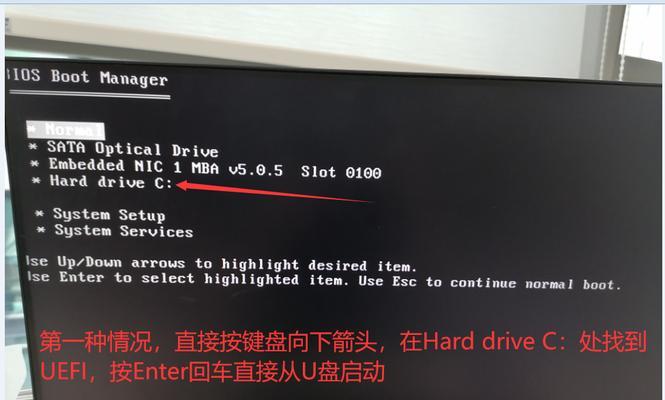 BIOS Boot Manager
* Normal
* SATA Optical Drive
* Embedded NIC 1 MBA v5.0.5 Slot 0100
* Hard drive C:
* System Setup
* System Services
Use Up/Down arrows to highlight desired item.
Use Enter to select highlighted item. Use Esc to continue normal boot.
第一种情况，直接按键盘向下箭头，在Hard drive C：处找到
UEFI，按Enter回车直接从U盘启动